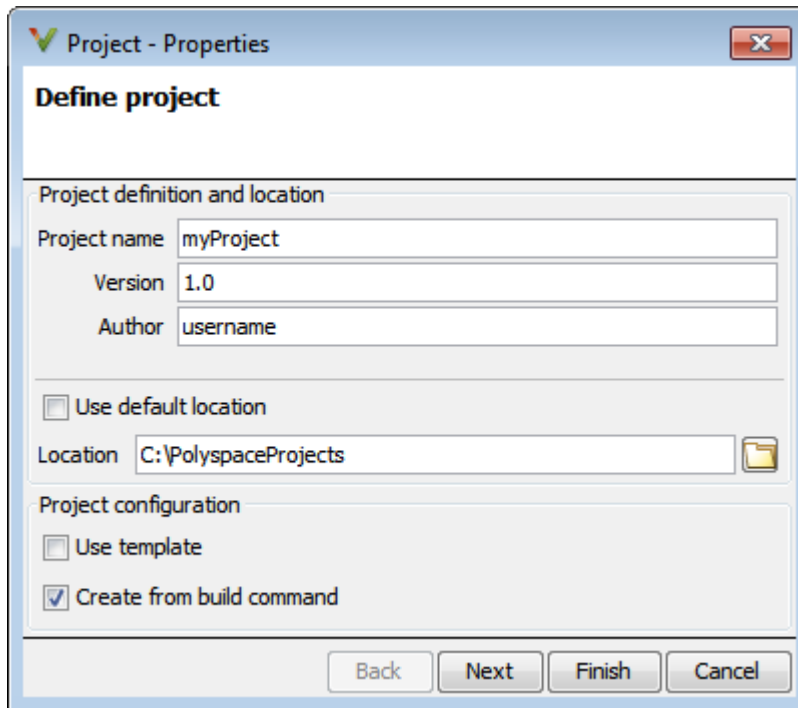 Project - Properties
Define project
Project definition and location
Project name myProject
Version 1.0
Author username
Use default location
Location C:\PolyspaceProjects
Project configuration
Use template
Create from build command
Back Next Finish Cancel